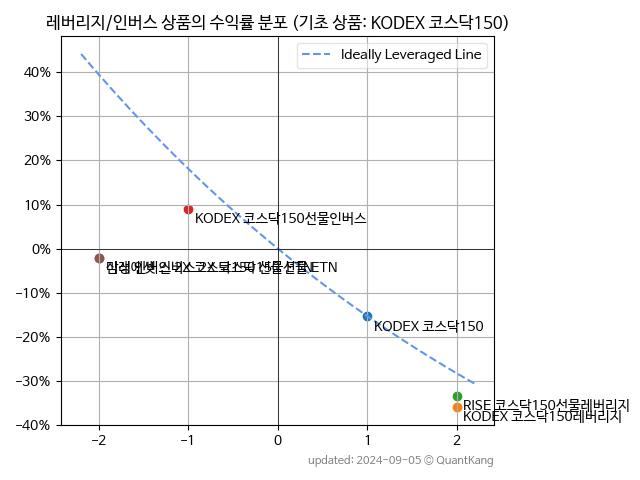 레버리지/인버스 상품의 수익률 분포 (기초 상품: KODEX 코스닥150)
Ideally Leveraged Line
40%
30%
20%
10%
0%
−10%
−20%
−30%
−40%
KODEX 코스닥150선물인버스
KODEX 코스닥150
RISE 코스닥150선물레버리지
KODEX 코스닥150레버리지
−2
−1
0
1
2
updated: 2024-09-05 © QuantKang